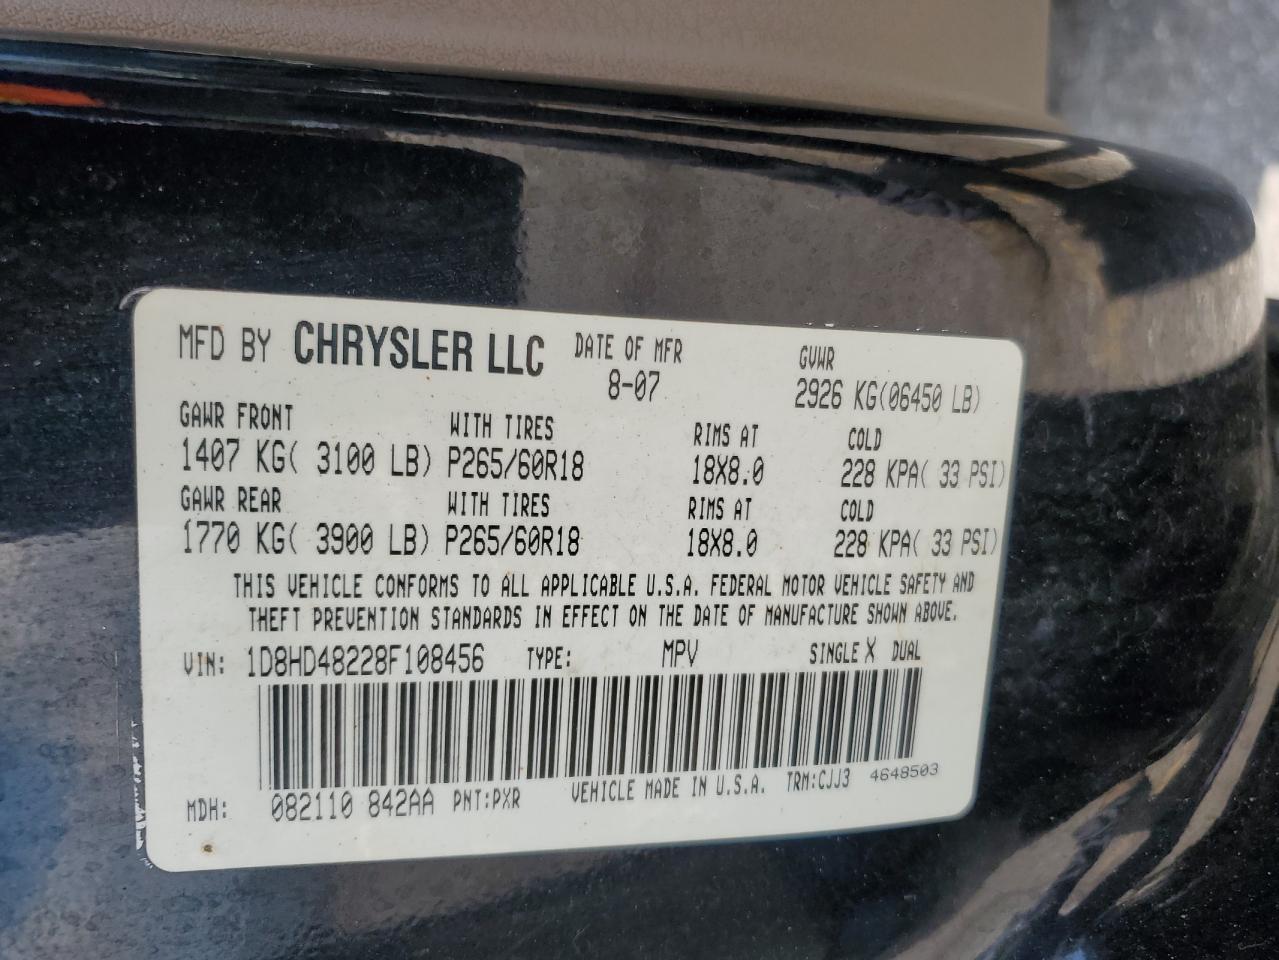 MFD BY CHRYSLER LLC DATE OF MFR GVWR
8-07 2926 KG(06450 LB)
GAWR FRONT WITH TIRES RIMS AT COLD
1407 KG( 3100 LB) P265/60R18 18X8.0 228 KPA( 33 PSI)
GAWR REAR WITH TIRES RIMS AT COLD
1770 KG( 3900 LB) P265/60R18 18X8.0 228 KPA( 33 PSI)
THIS VEHICLE CONFORMS TO ALL APPLICABLE U.S.A. FEDERAL MOTOR VEHICLE SAFETY AND
THEFT PREVENTION STANDARDS IN EFFECT ON THE DATE OF MANUFACTURE SHOWN ABOVE.
VIN: 1D8HD48228F108456 TYPE: MPV SINGLE X DUAL
MDH: 082110 842AA PNT:PXR VEHICLE MADE IN U.S.A. TRM:CJJ3 4648503